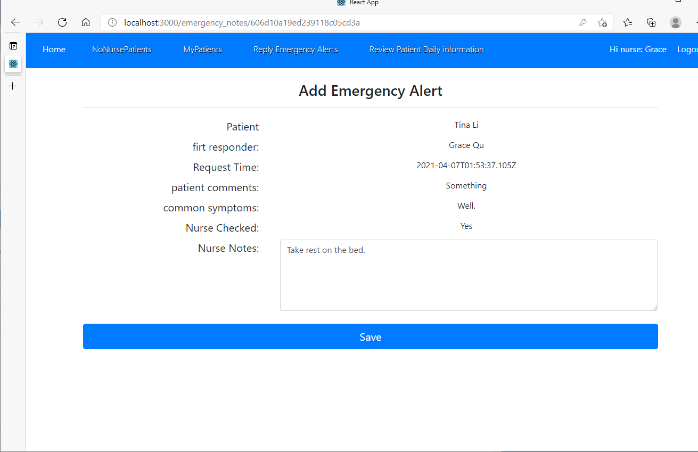 React App
localhost:3000/emergency_notes/606d10a19ed239118c05cd3a
Home NoNursePatients MyPatients Reply Emergency Alerts Review Patient Daily information Hi nurse: Grace Logou
Add Emergency Alert
Patient Tina Li
firt responder: Grace Qu
Request Time: 2021-04-07T01:53:37.105Z
patient comments: Something
common symptoms: Well.
Nurse Checked: Yes
Nurse Notes: Take rest on the bed.
Save